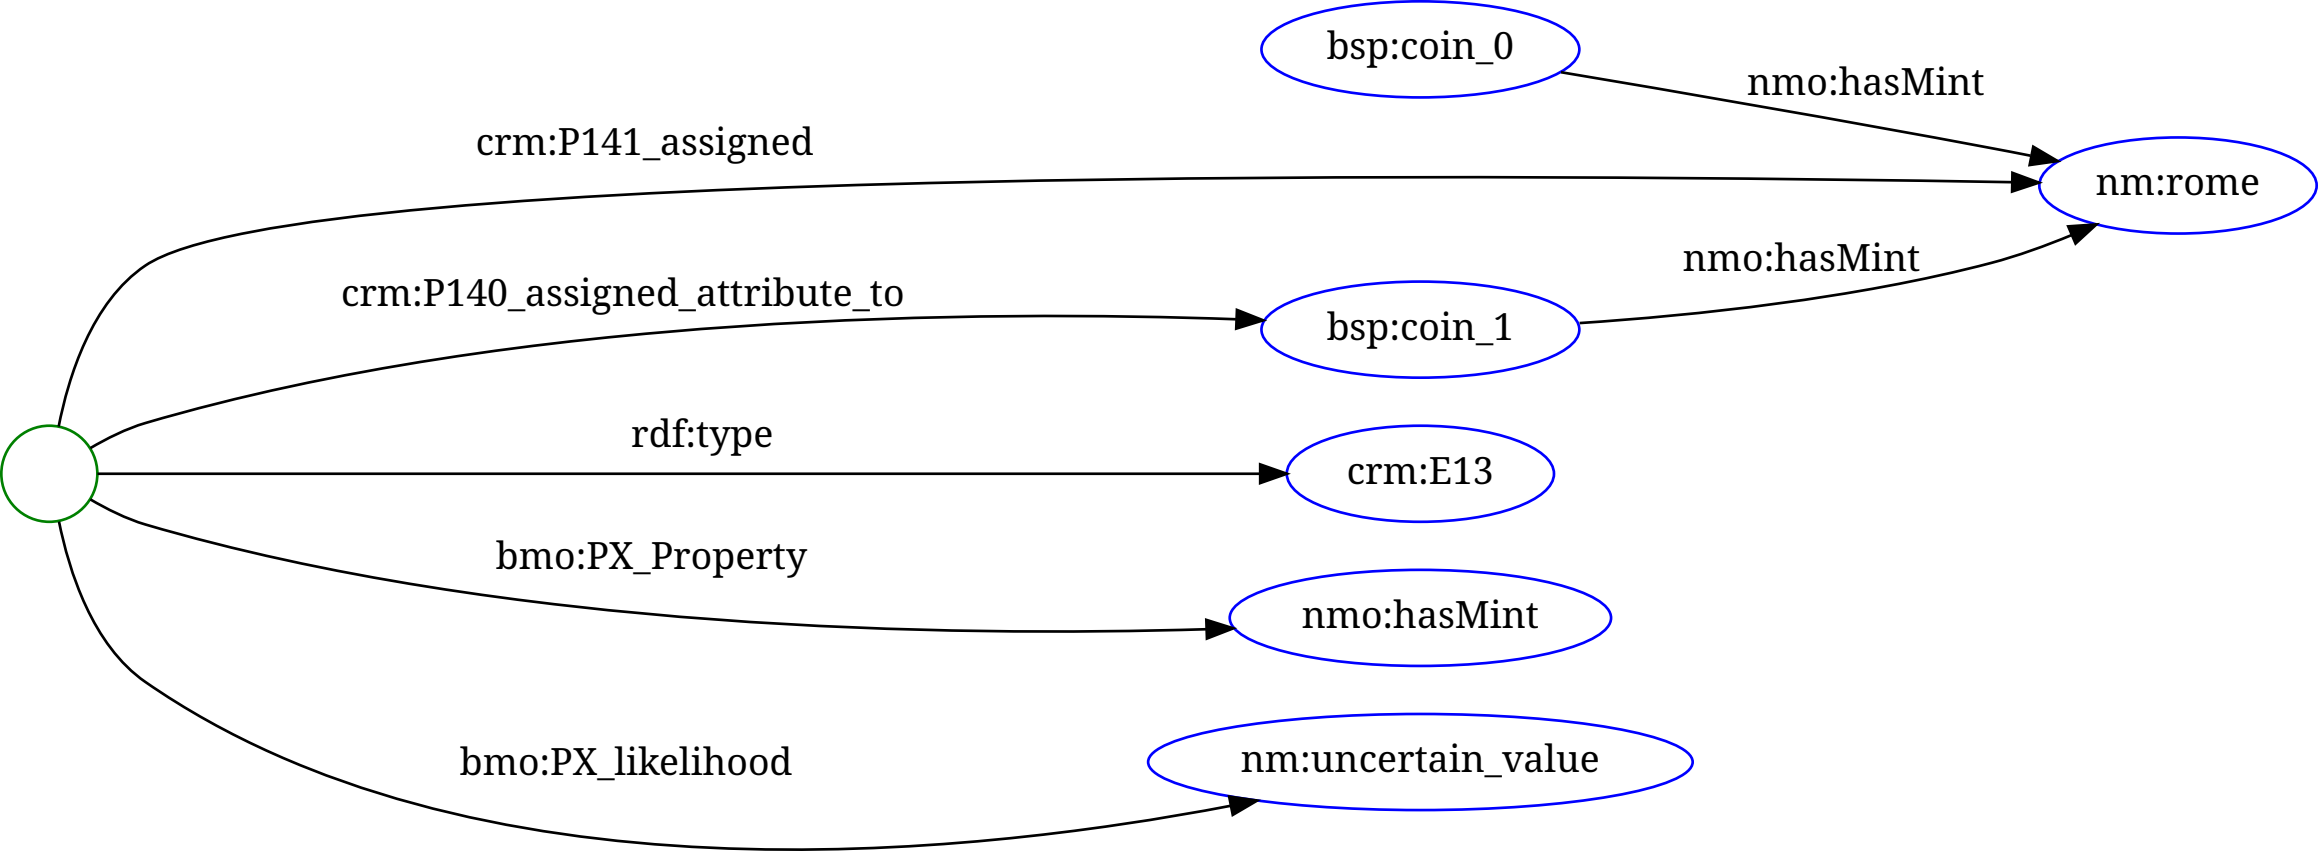 bsp:coin_0
nmo:hasMint
crm:P141_assigned
nm:rome
nmo:hasMint
crm:P140_assigned_attribute_to
bsp:coin_1
rdf:type
crm:E13
bmo:PX_Property
nmo:hasMint
bmo:PX_likelihood
nm:uncertain_value